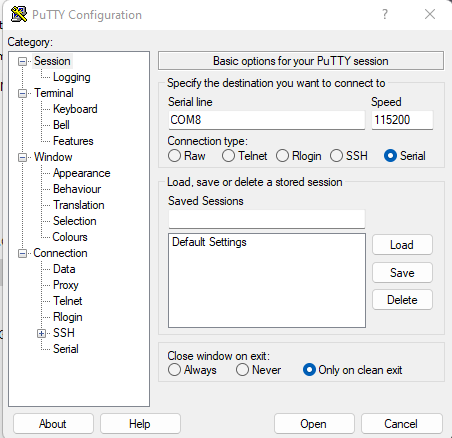 PuTTY Configuration
Category:
Session
Logging
Terminal
Keyboard
Bell
Features
Window
Appearance
Behaviour
Translation
Selection
Colours
Connection
Data
Proxy
Telnet
Rlogin
SSH
Serial
Basic options for your PuTTY session
Specify the destination you want to connect to
Serial line Speed
COM8 115200
Connection type:
Raw Telnet Rlogin SSH Serial
Load, save or delete a stored session
Saved Sessions
Default Settings
Load
Save
Delete
Close window on exit:
Always Never Only on clean exit
About Help Open Cancel